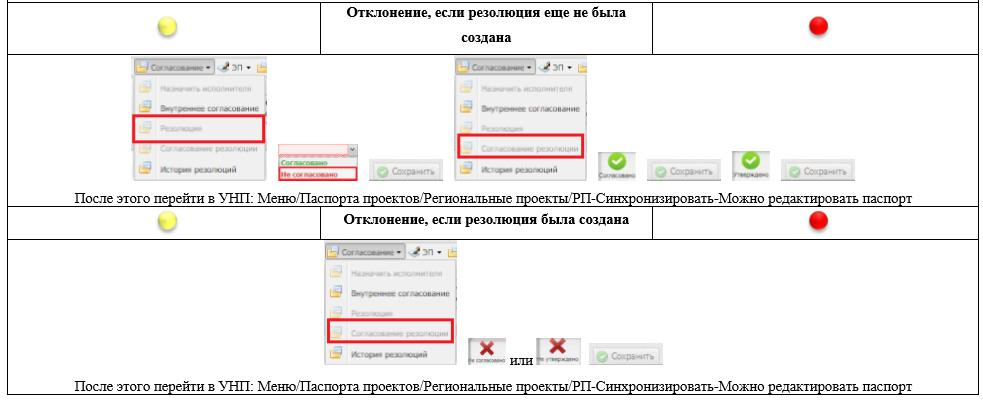 Отклонение, если резолюция еще не была
создана
Согласование ЭП
Назначить исполнителя
Внутреннее согласование
Резолюция
Согласование резолюции
История резолюций
Согласовано
Не согласовано
Сохранить
Согласование ЭП
Назначить исполнителя
Внутреннее согласование
Резолюция
Согласование резолюции
История резолюций
Согласовано
Сохранить
Утверждено
Сохранить
После этого перейти в УНП: Меню/Паспорта проектов/Региональные проекты/РП-Синхронизировать-Можно редактировать паспорт
Отклонение, если резолюция была создана
Согласование ЭП
Назначить исполнителя
Внутреннее согласование
Резолюция
Согласование резолюции
История резолюций
Не согласовано
или
Не утверждено
Сохранить
После этого перейти в УНП: Меню/Паспорта проектов/Региональные проекты/РП-Синхронизировать-Можно редактировать паспорт